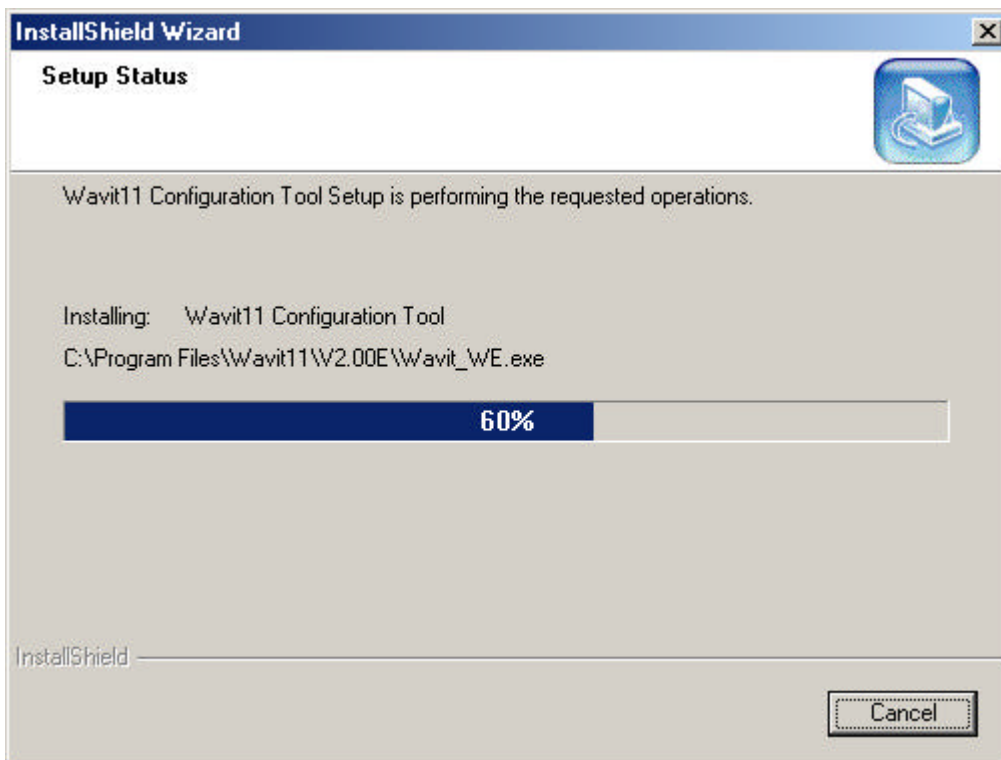 InstallShield Wizard
Setup Status
Wavit11 Configuration Tool Setup is performing the requested operations.
Installing: Wavit11 Configuration Tool
C:\Program Files\Wavit11\V2.00E\Wavit_WE.exe
60%
InstallShield
Cancel